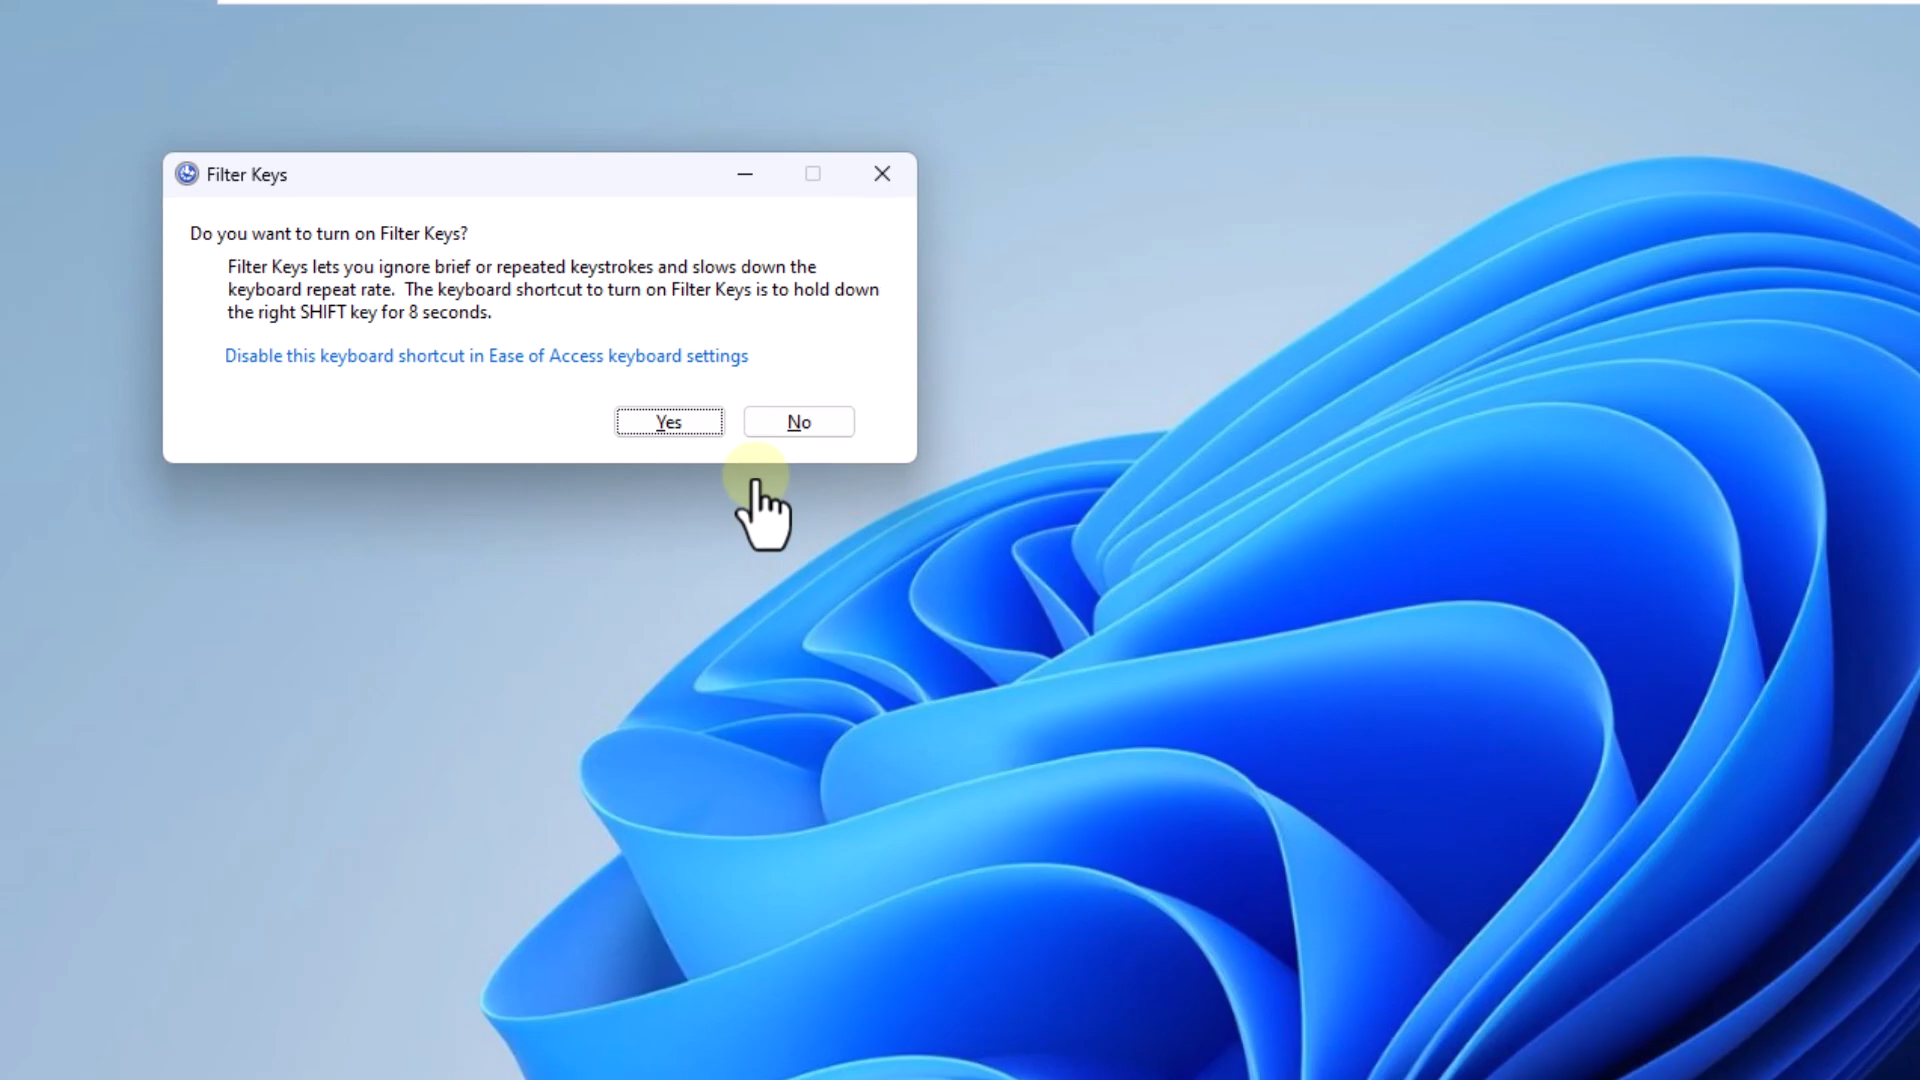 Filter Keys
Do you want to turn on Filter Keys?
Filter Keys lets you ignore brief or repeated keystrokes and slows down the
keyboard repeat rate.  The keyboard shortcut to turn on Filter Keys is to hold down
the right SHIFT key for 8 seconds.
Disable this keyboard shortcut in Ease of Access keyboard settings
Yes No